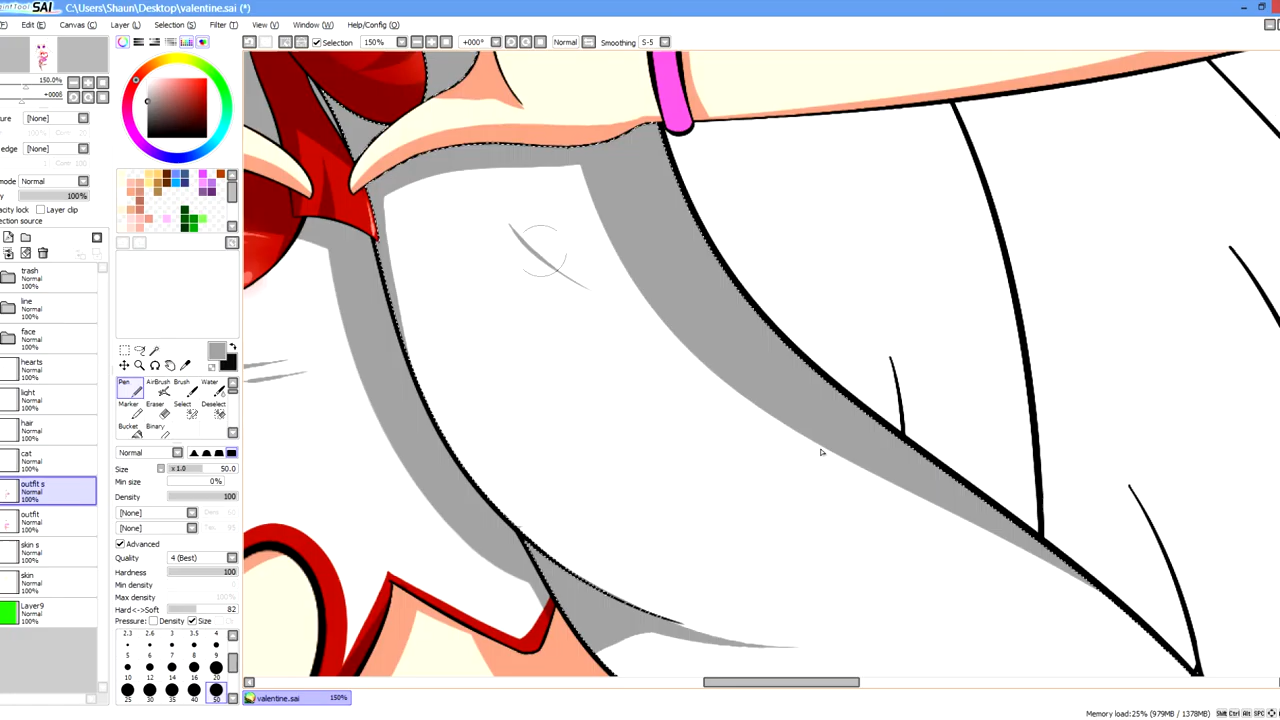 SAI C:\Users\Shaun\Desktop\valentine.sai (*)
Edit (E) Canvas (C) Layer (L) Selection (S) Filter (T) View (V) Window (W) Help/Config (O)
Selection 150% +000° Normal Smoothing S-5
150.0%
+0008
[None]
edge [None]
mode Normal
100%
Layer clip
trash
Normal
100%
line
Normal
100%
face
Normal
100%
hearts
Normal
100%
light
Normal
100%
hair
Normal
100%
cat
Normal
100%
outfit s
Normal
100%
outfit
Normal
100%
skin s
Normal
100%
skin
Normal
100%
Layer9
Normal
100%
Pen AirBrush Brush Water
Marker Eraser Select Deselect
Bucket Binary
Normal
Size x 1.0 50.0
Min size 0%
Density 100
[None]
[None]
Advanced
Quality 4 (Best)
Hardness 100
Min density
Max density 100%
Hard<->Soft 82
Pressure: Density Size
2.3 2.6 3 3.5 4
5 6 7 8 9
10 12 14 16 20
25 30 35 40 50
valentine.sai 150%
Memory load:25% (979MB / 1378MB) Shft Ctrl Alt SPC